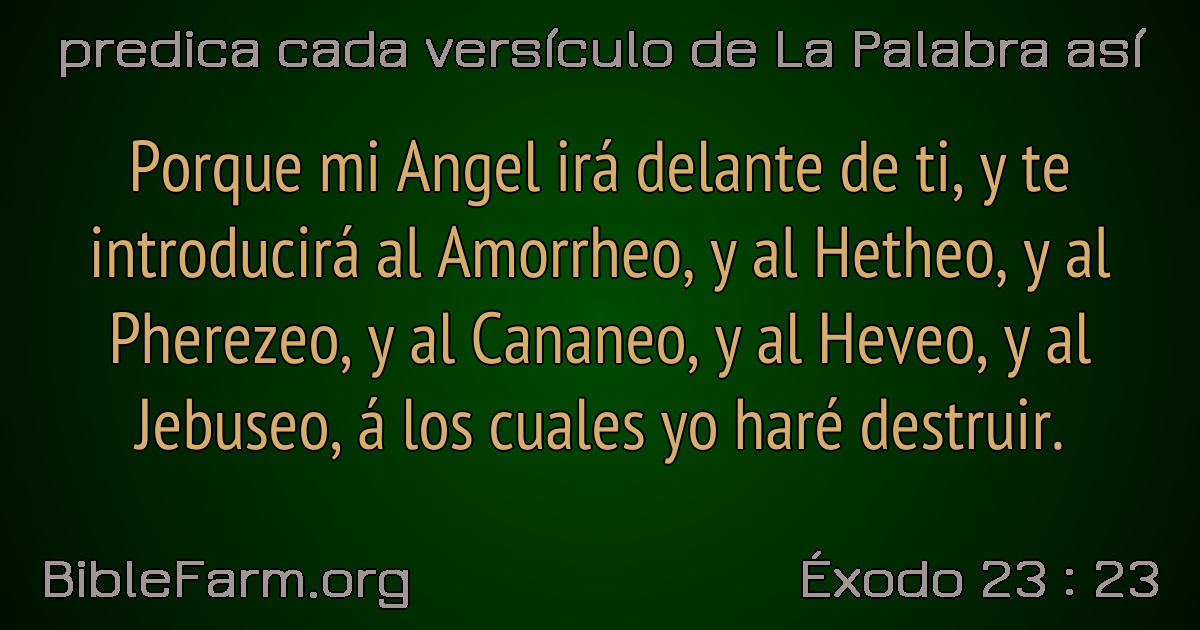 predica cada versículo de La Palabra así
Porque mi Angel irá delante de ti, y te
introducirá al Amorrheo, y al Hetheo, y al
Pherezeo, y al Cananeo, y al Heveo, y al
Jebuseo, á los cuales yo haré destruir.
BibleFarm.org
Éxodo 23 : 23